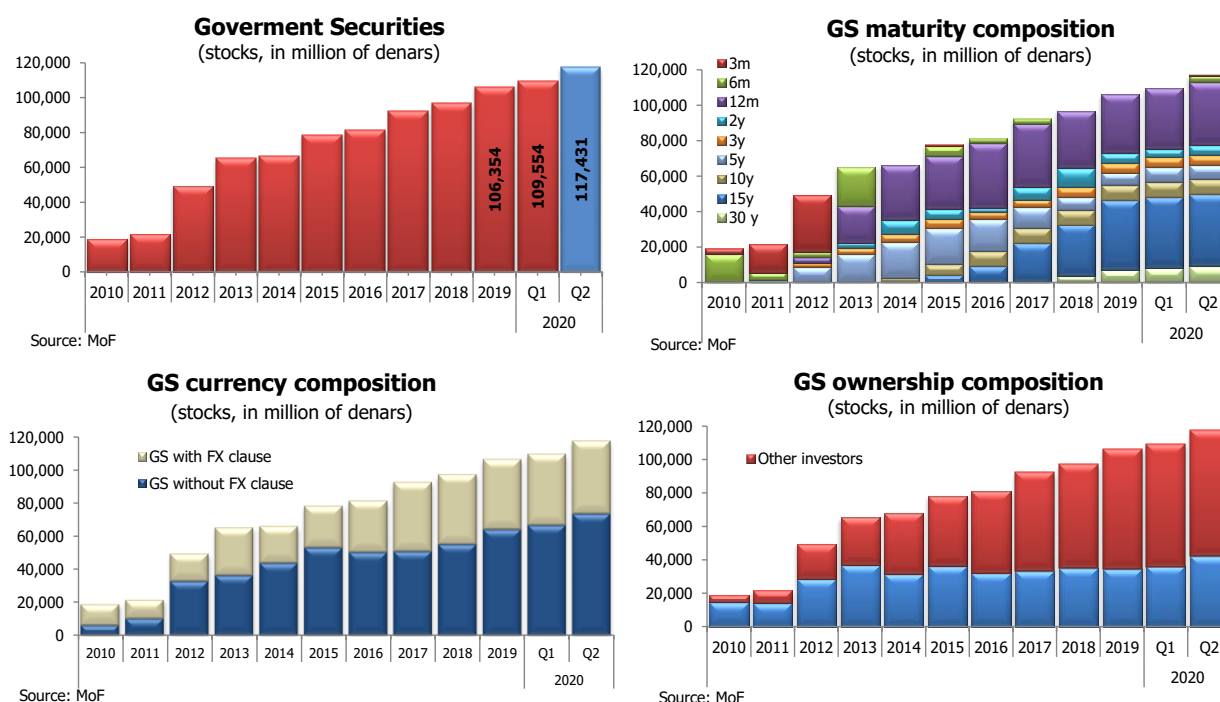 Goverment Securities
(stocks, in million of denars)
120,000
100,000
80,000
60,000
40,000
20,000
0
106,354
109,554
117,431
2010 2011 2012 2013 2014 2015 2016 2017 2018 2019 Q1 Q2
2020
Source: MoF
GS maturity composition
(stocks, in million of denars)
120,000
100,000
80,000
60,000
40,000
20,000
0
3m
6m
12m
2y
3y
5y
10y
15y
30 y
2010 2011 2012 2013 2014 2015 2016 2017 2018 2019 Q1 Q2
2020
Source: MoF
GS currency composition
(stocks, in million of denars)
120,000
100,000
80,000
60,000
40,000
20,000
0
GS with FX clause
GS without FX clause
2010 2011 2012 2013 2014 2015 2016 2017 2018 2019 Q1 Q2
2020
Source: MoF
GS ownership composition
(stocks, in million of denars)
120,000
100,000
80,000
60,000
40,000
20,000
0
Other investors
2010 2011 2012 2013 2014 2015 2016 2017 2018 2019 Q1 Q2
2020
Source: MoF